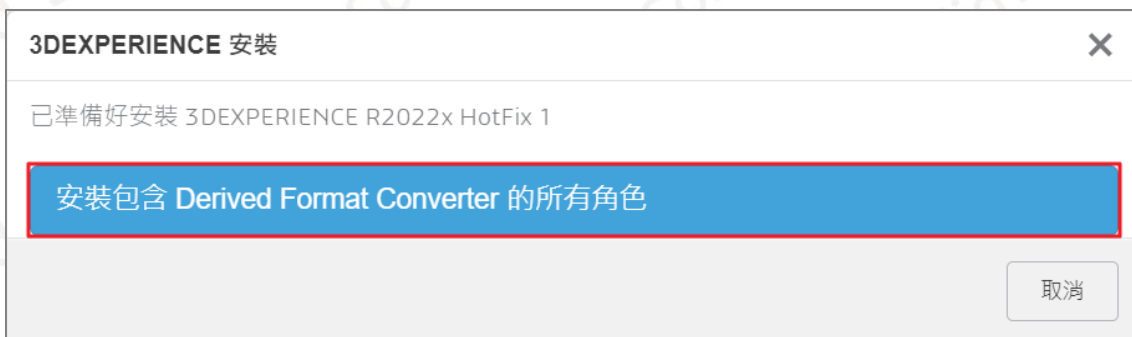 3DEXPERIENCE 安裝
已準備好安裝 3DEXPERIENCE R2022x HotFix 1
安裝包含 Derived Format Converter 的所有角色
取消